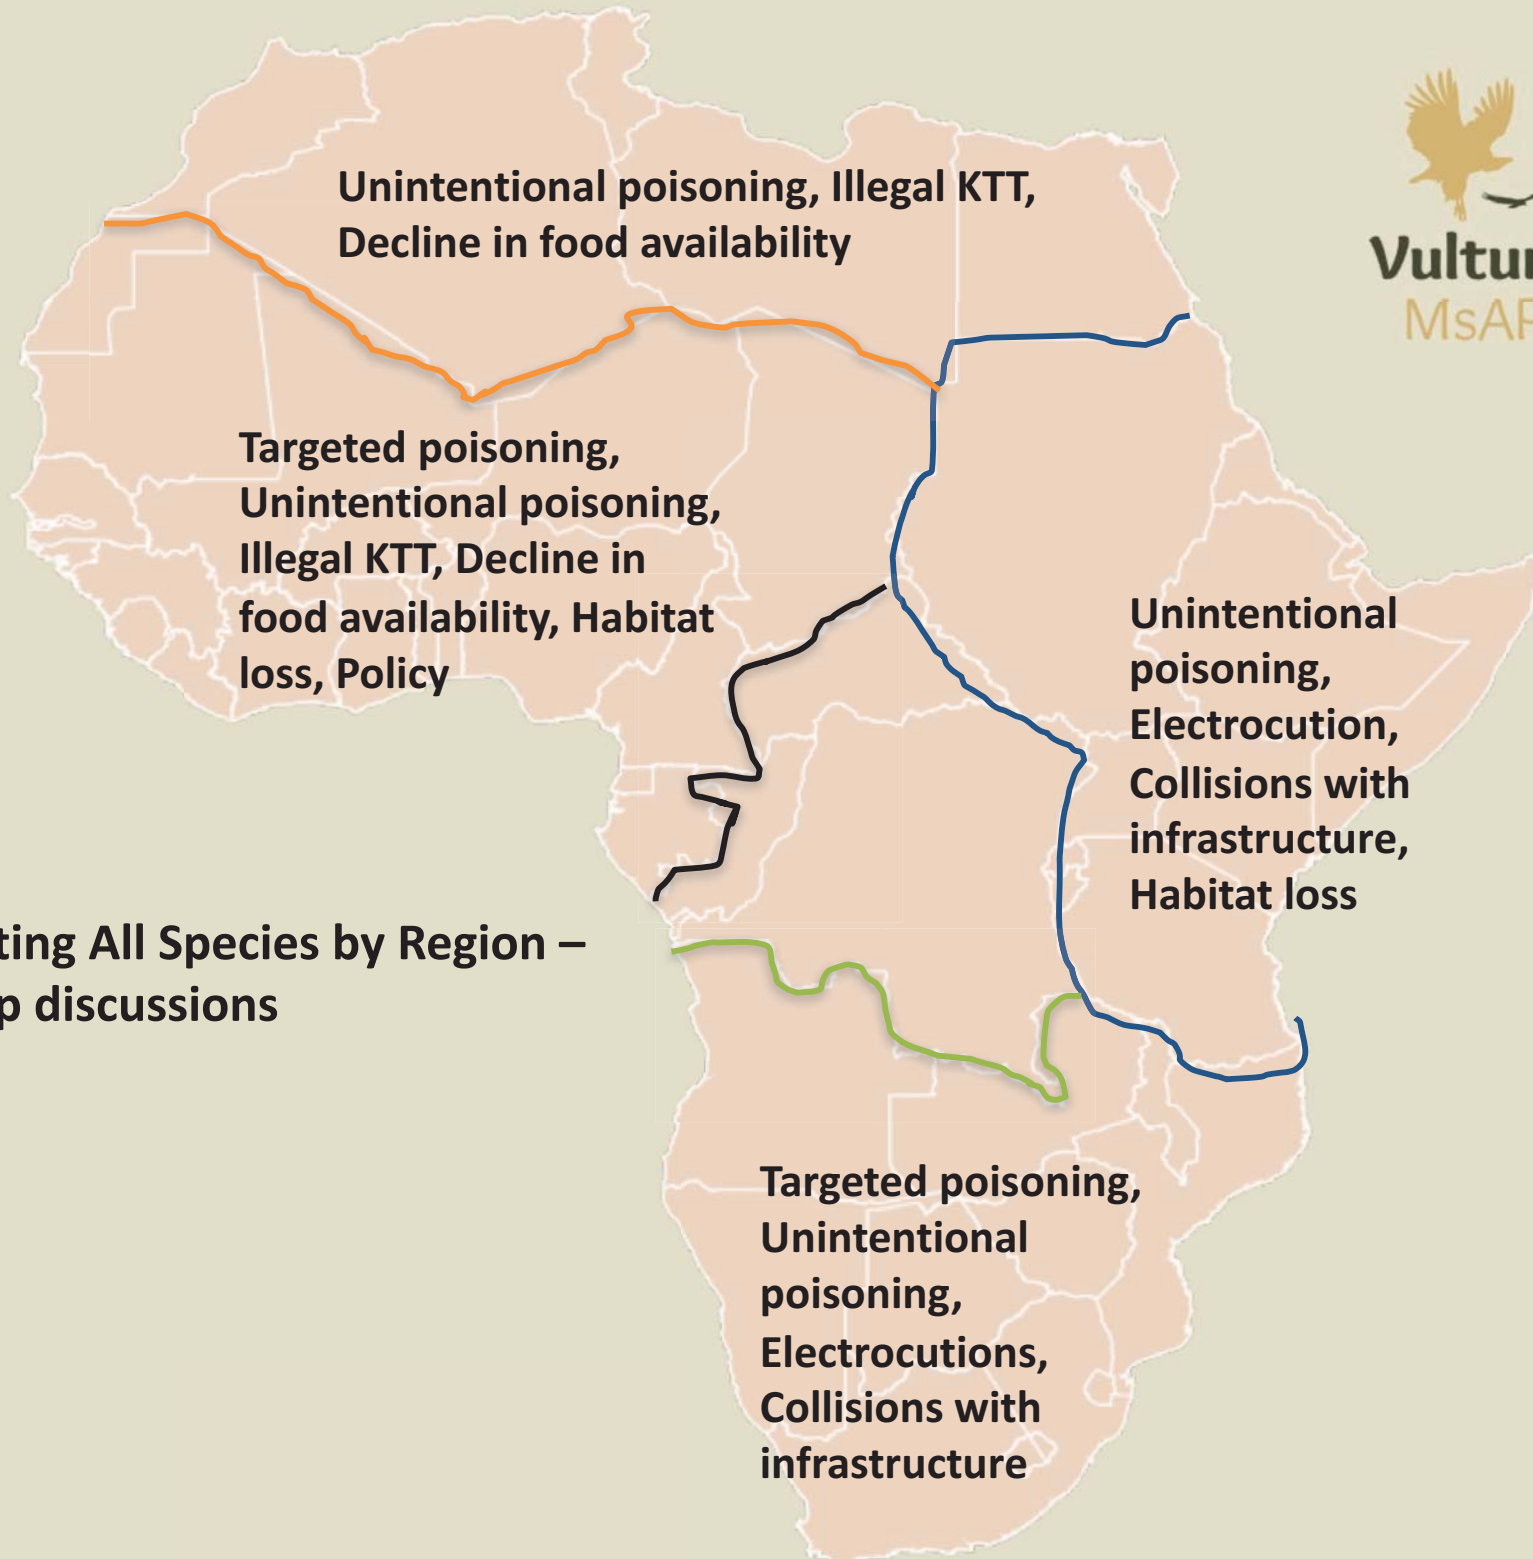 Unintentional poisoning, Illegal KTT,
Decline in food availability
Vultur
MsAP
Targeted poisoning,
Unintentional poisoning,
Illegal KTT, Decline in
food availability, Habitat
loss, Policy
Unintentional
poisoning,
Electrocution,
Collisions with
infrastructure,
Habitat loss
ting All Species by Region –
p discussions
Targeted poisoning,
Unintentional
poisoning,
Electrocutions,
Collisions with
infrastructure